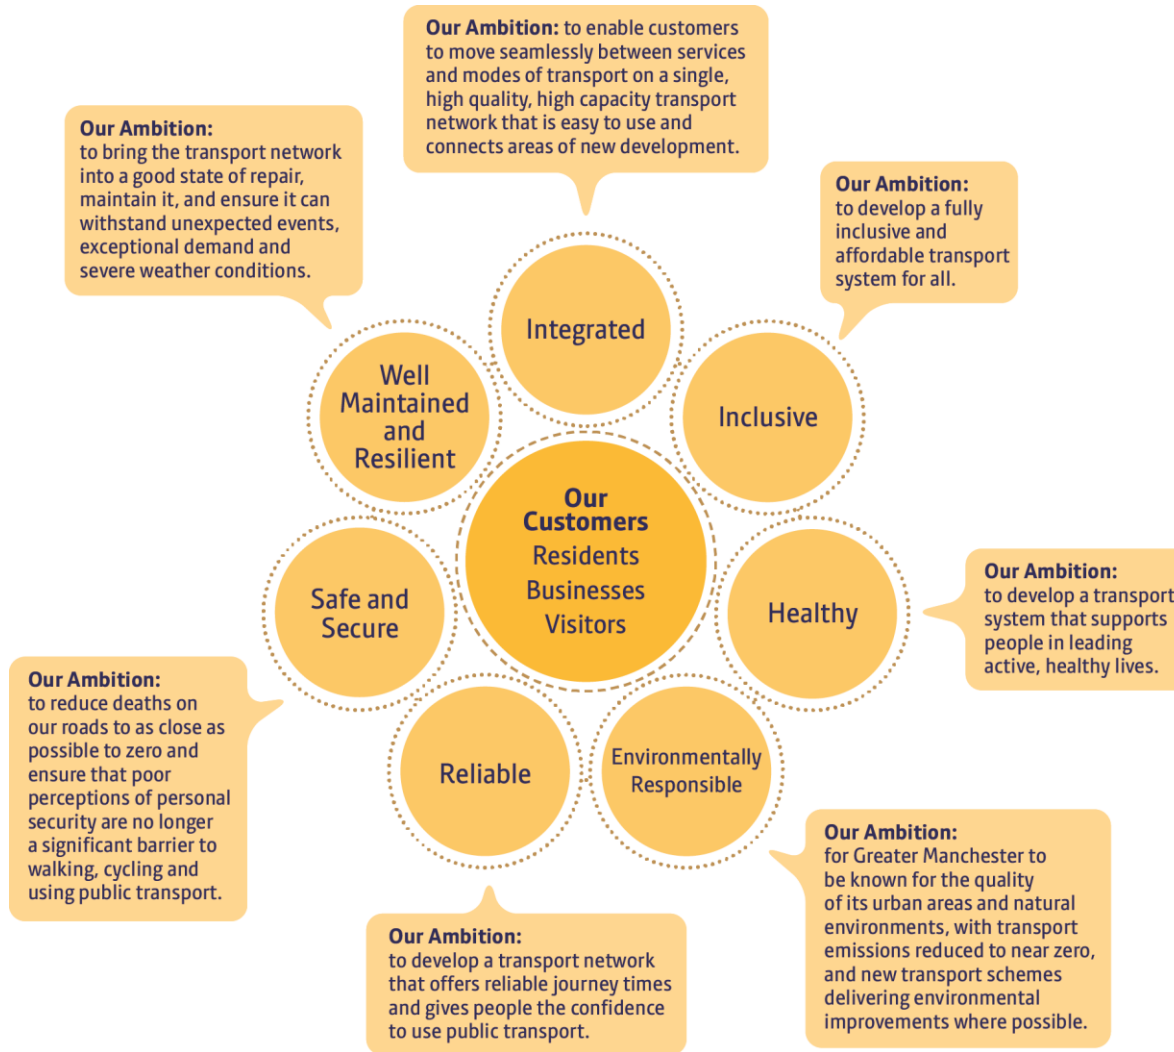 Our Ambition: to enable customers
to move seamlessly between services
and modes of transport on a single,
high quality, high capacity transport
network that is easy to use and
connects areas of new development.
Our Ambition:
to bring the transport network
into a good state of repair,
maintain it, and ensure it can
withstand unexpected events,
exceptional demand and
severe weather conditions.
Our Ambition:
to develop a fully
inclusive and
affordable transport
system for all.
Integrated
Well
Maintained
and
Resilient
Inclusive
Our
Customers
Residents
Businesses
Visitors
Safe and
Secure
Healthy
Our Ambition:
to develop a transport
system that supports
people in leading
active, healthy lives.
Our Ambition:
to reduce deaths on
our roads to as close as
possible to zero and
ensure that poor
perceptions of personal
security are no longer
a significant barrier to
walking, cycling and
using public transport.
Reliable
Environmentally
Responsible
Our Ambition:
for Greater Manchester to
be known for the quality
of its urban areas and natural
environments, with transport
emissions reduced to near zero,
and new transport schemes
delivering environmental
improvements where possible.
Our Ambition:
to develop a transport network
that offers reliable journey times
and gives people the confidence
to use public transport.